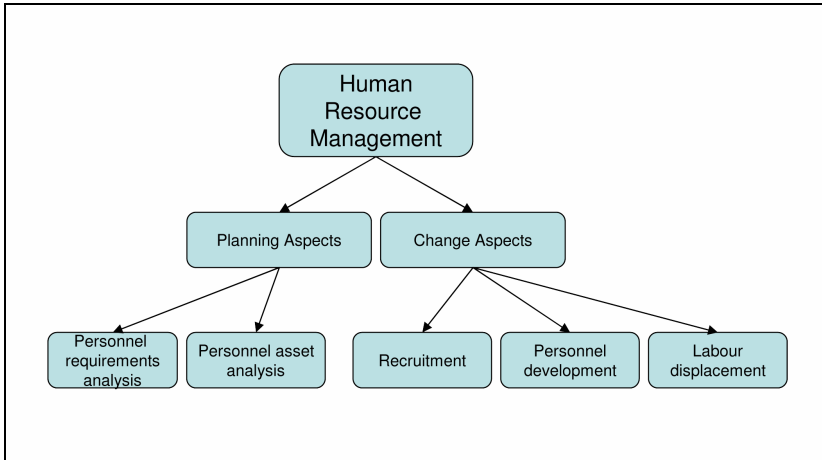 Human
Resource
Management
Planning Aspects
Change Aspects
Personnel
requirements
analysis
Personnel asset
analysis
Recruitment
Personnel
development
Labour
displacement